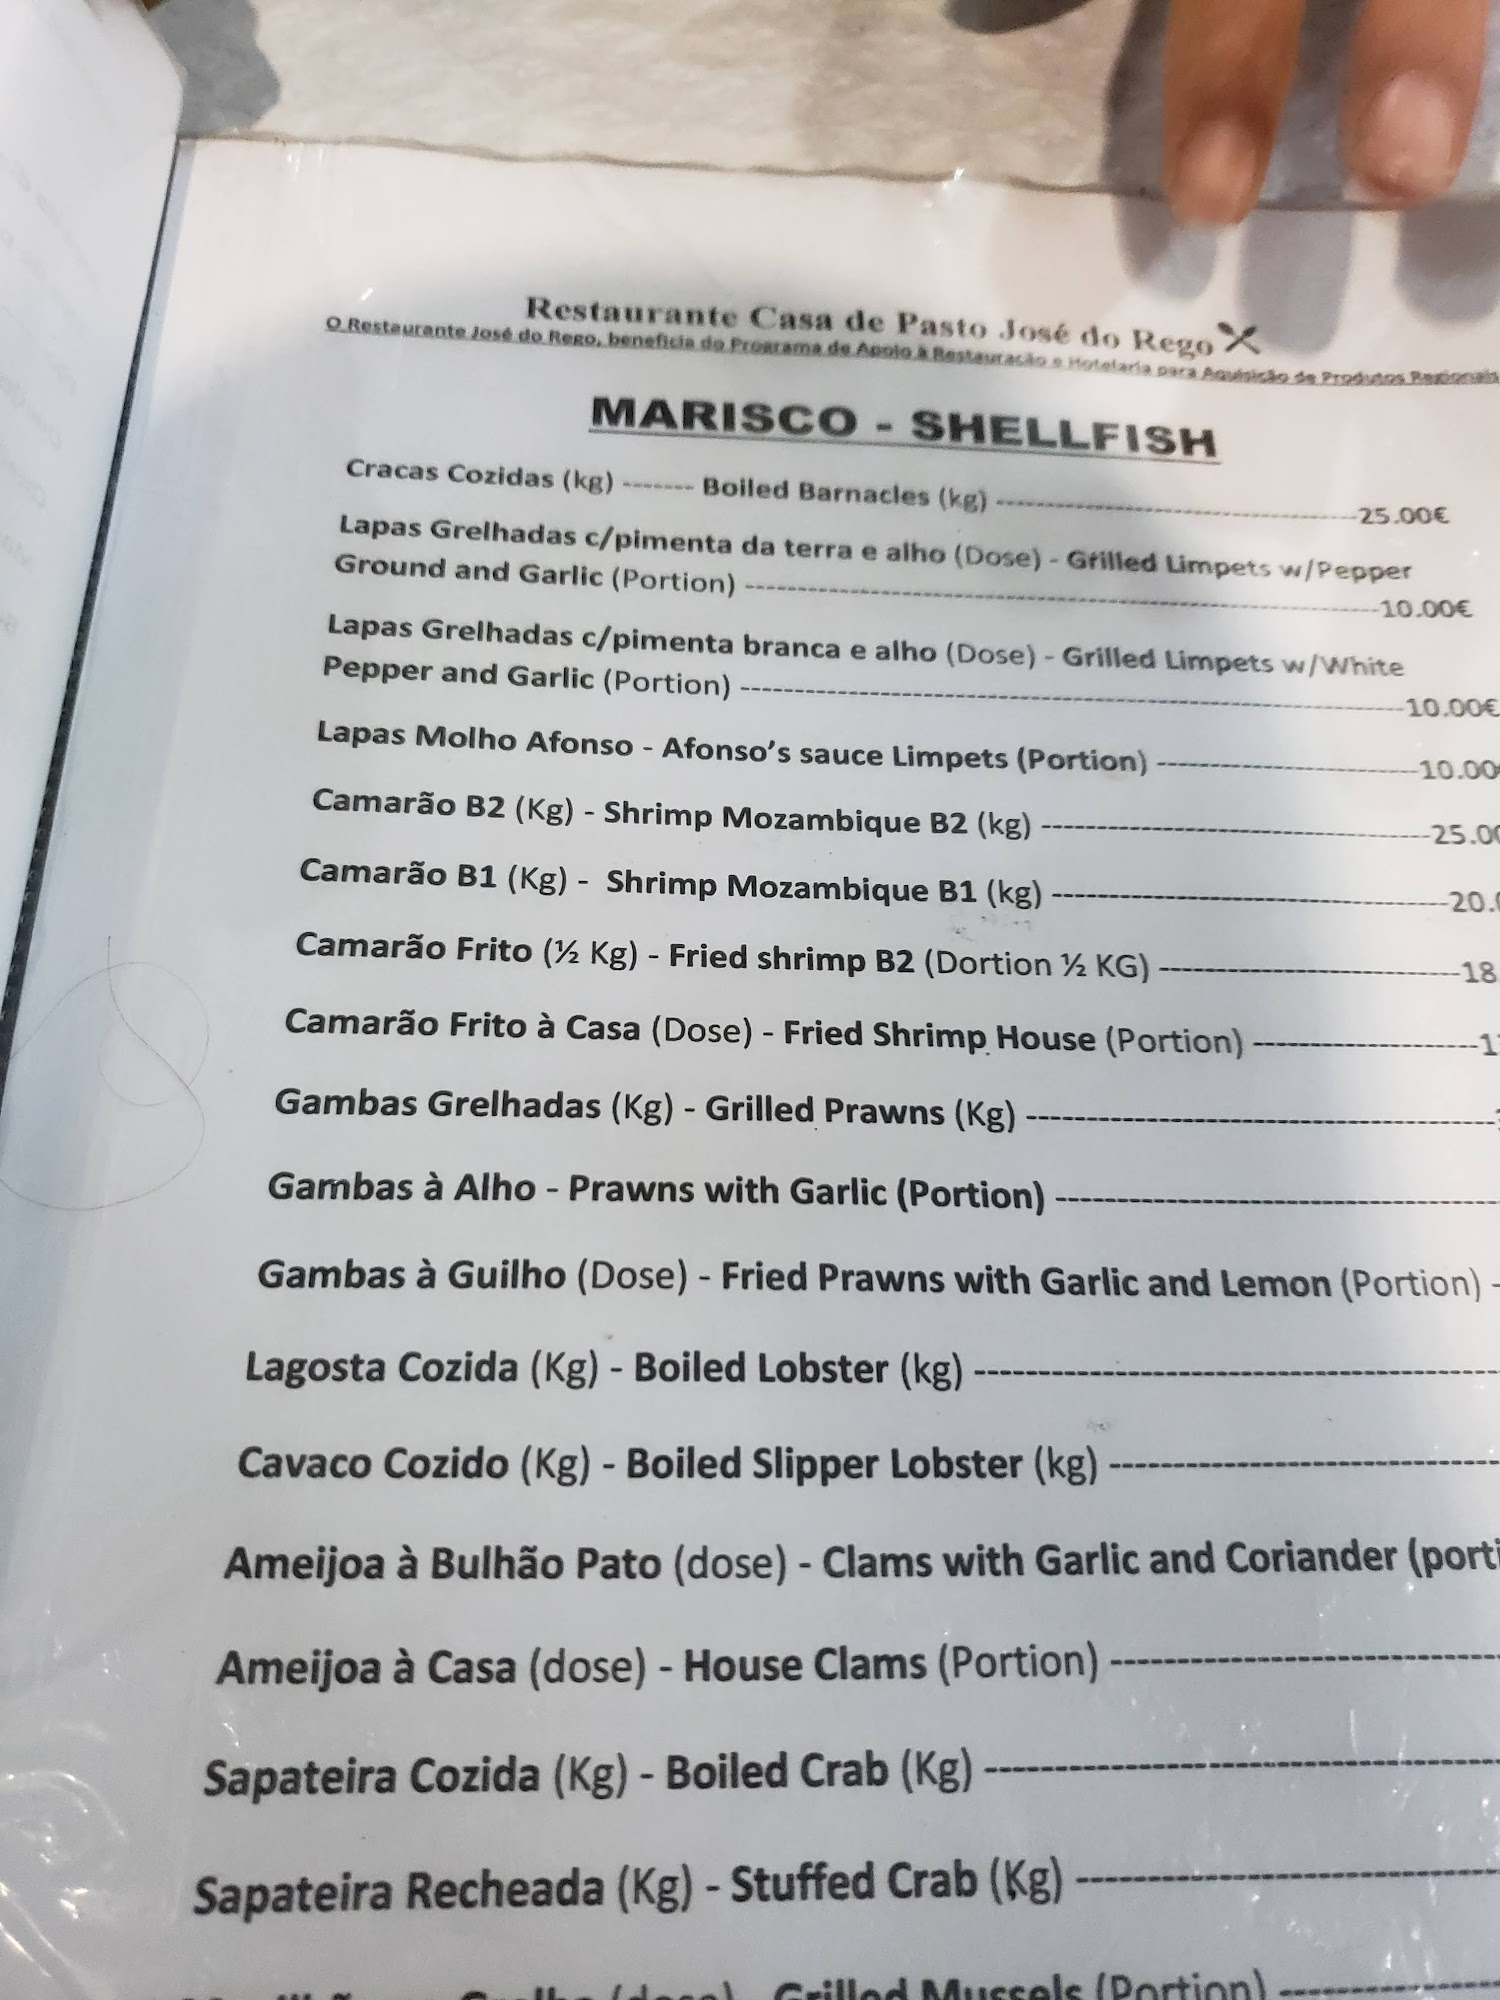 Restaurante Casa de Pasto José do Rego
O Restaurante José do Rego, beneficia do Programa de Apoio à Restauração e Hotelaria para Aquisição de Produtos Regionais
MARISCO - SHELLFISH
Cracas Cozidas (kg) ------- Boiled Barnacles (kg) ------------------------------------25.00€
Lapas Grelhadas c/pimenta da terra e alho (Dose) - Grilled Limpets w/Pepper
Ground and Garlic (Portion) ---------------------------------------------------------------10.00€
Lapas Grelhadas c/pimenta branca e alho (Dose) - Grilled Limpets w/White
Pepper and Garlic (Portion) ----------------------------------------------------------------10.00€
Lapas Molho Afonso - Afonso's sauce Limpets (Portion) -------------------------10.00
Camarão B2 (Kg) - Shrimp Mozambique B2 (kg) -------------------------------------25.00
Camarão B1 (Kg) - Shrimp Mozambique B1 (kg) -------------------------------------20.
Camarão Frito (½ Kg) - Fried shrimp B2 (Dortion ½ KG) ----------------------------18
Camarão Frito à Casa (Dose) - Fried Shrimp House (Portion) --------------------1
Gambas Grelhadas (Kg) - Grilled Prawns (Kg) ----------------------------------------
Gambas à Alho - Prawns with Garlic (Portion) --------------------------------------
Gambas à Guilho (Dose) - Fried Prawns with Garlic and Lemon (Portion) -
Lagosta Cozida (Kg) - Boiled Lobster (kg) -------------------------------------------
Cavaco Cozido (Kg) - Boiled Slipper Lobster (kg) --------------------------------
Ameijoa à Bulhão Pato (dose) - Clams with Garlic and Coriander (porti
Ameijoa à Casa (dose) - House Clams (Portion) -------------------------------
Sapateira Cozida (Kg) - Boiled Crab (Kg) ---------------------------------------
Sapateira Recheada (Kg) - Stuffed Crab (Kg) --------------------------------
(dose) - Grilled Mussels (Portion) ----------------